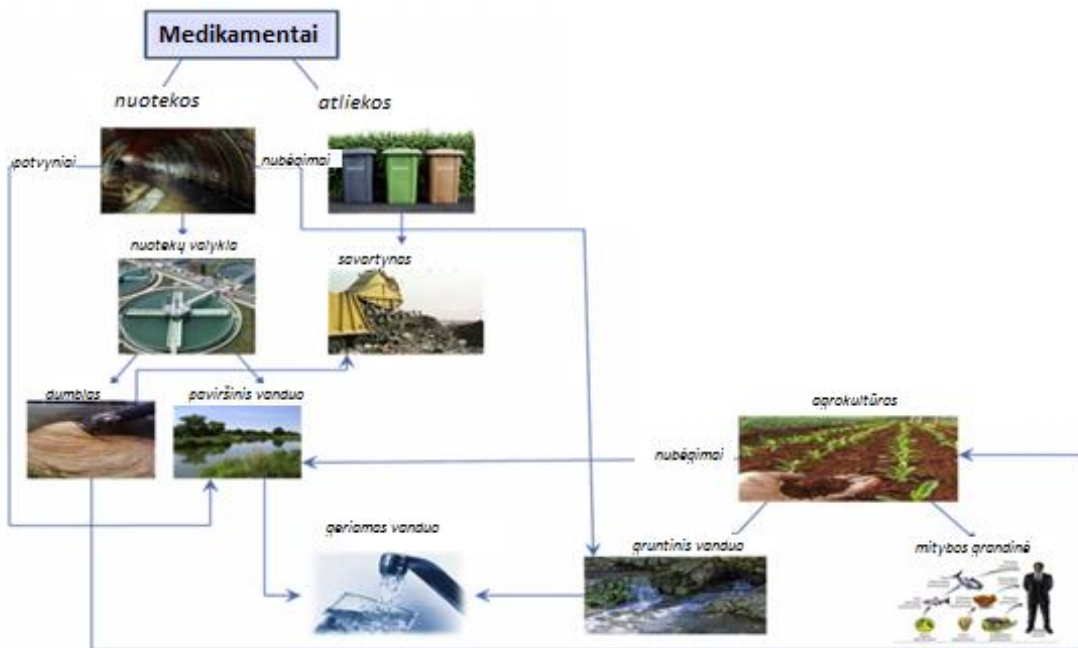 Medikamentai
nuotekos
atliekos
potvyniai
nubėgimai
nuotekų valykla
savartynas
dumblas
paviršinis vanduo
agrokultūros
nubėgimai
geriamas vanduo
gruntinis vanduo
mitybos grandinė